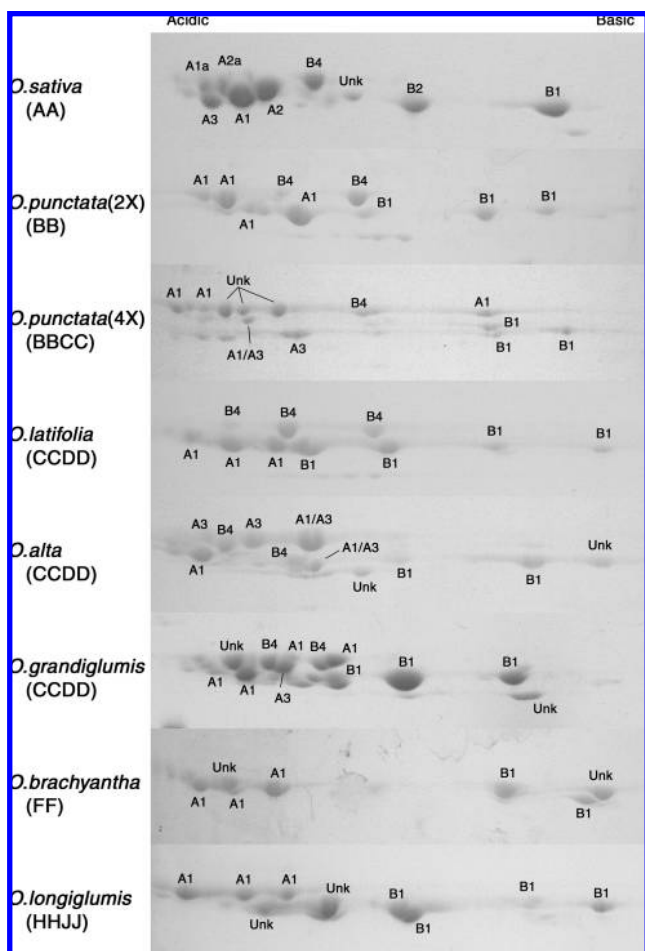 Acidic Basic
A1a A2a B4 Unk B2 B1
O.sativa
(AA)
A3 A1 A2
A1 A1 B4 A1 B4 B1 B1 B1
O.punctata(2X)
(BB)
A1
Unk
A1 A1 B4 A1
O.punctata(4X)
(BBCC)
B1
A1/A3 A3 B1 B1
B4 B4 B4 B1 B1
O.latifolia
(CCDD)
A1 A1 A1 B1 B1
A3 B4 A3 A1/A3
O.alta
(CCDD)
B4 A1/A3 Unk
A1 Unk B1 B1
Unk B4 A1 B4 A1 B1 B1
O.grandiglumis
(CCDD)
B1
A1 A1 A3 Unk
Unk A1 B1 Unk
O.brachyantha
(FF)
A1 A1 B1
A1 A1 A1 Unk B1 B1 B1
O.longiglumis
(HHJJ)
Unk B1